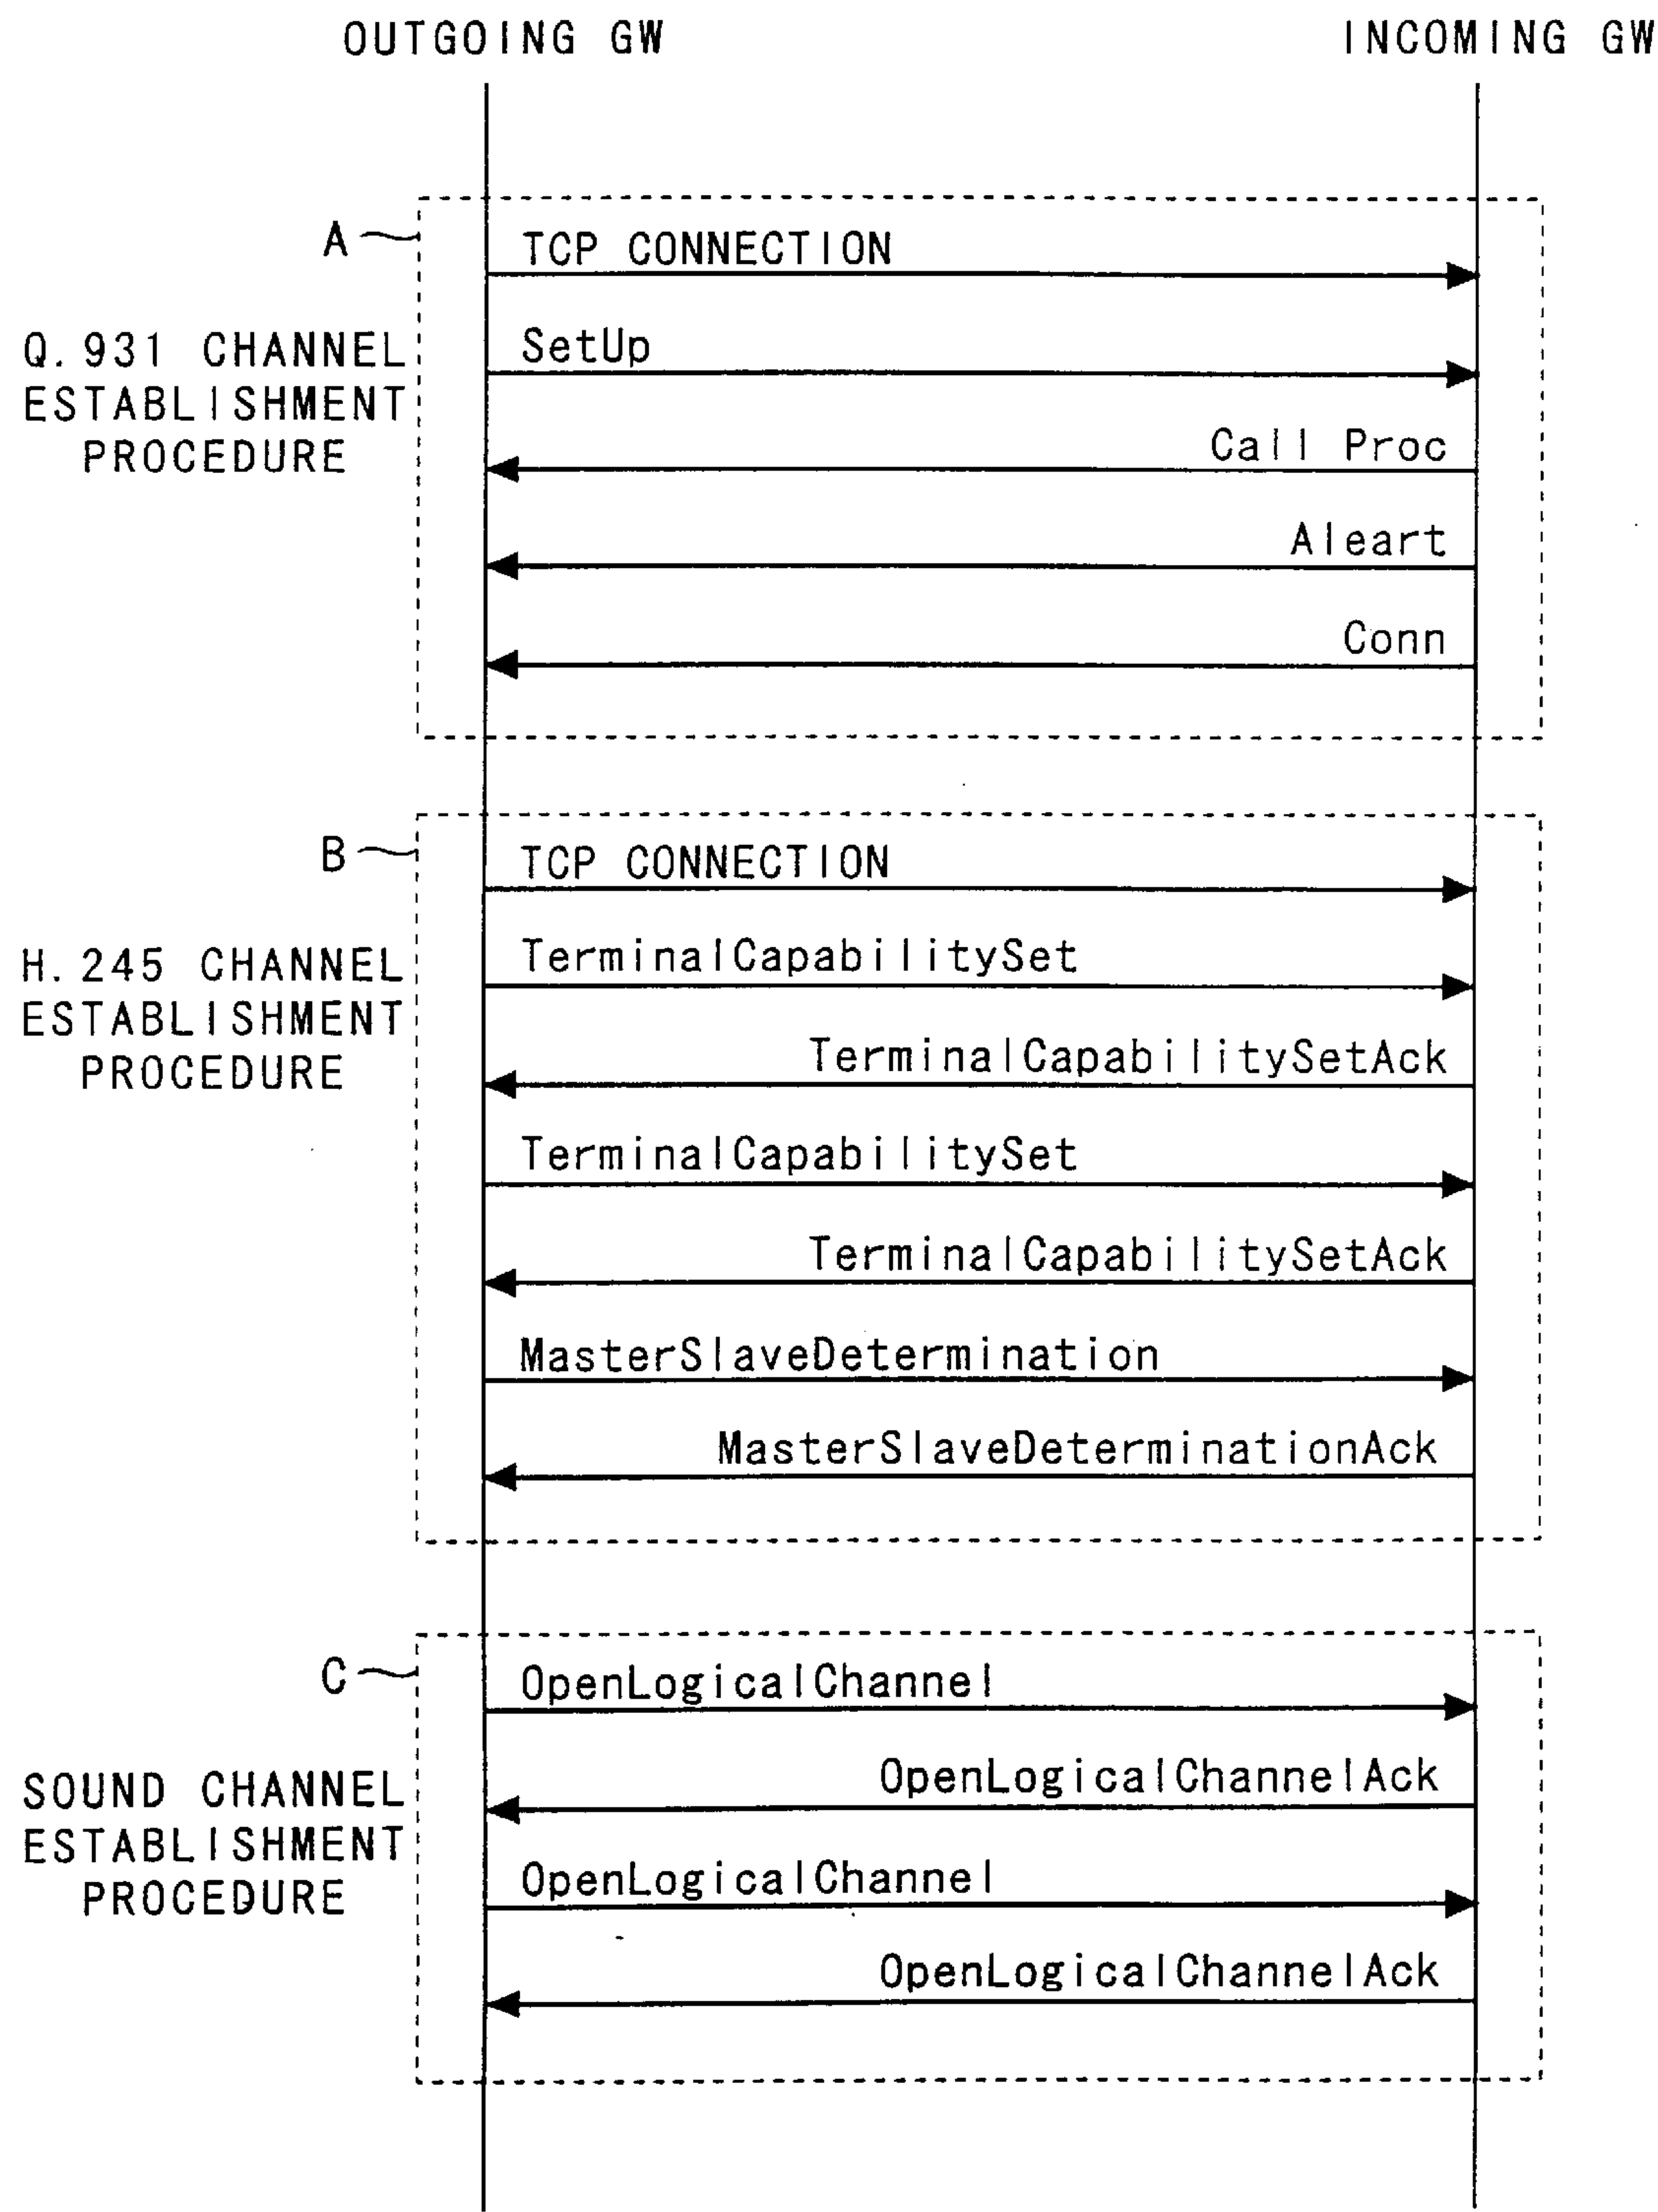 OUTGOING GW
INCOMING GW
A
TCP CONNECTION
Q.931 CHANNEL
ESTABLISHMENT
PROCEDURE
SetUp
Call Proc
Aleart
Conn
B
TCP CONNECTION
H.245 CHANNEL
ESTABLISHMENT
PROCEDURE
TerminalCapabilitySet
TerminalCapabilitySetAck
TerminalCapabilitySet
TerminalCapabilitySetAck
MasterSlaveDetermination
MasterSlaveDeterminationAck
C
OpenLogicalChannel
SOUND CHANNEL
ESTABLISHMENT
PROCEDURE
OpenLogicalChannelAck
OpenLogicalChannel
OpenLogicalChannelAck